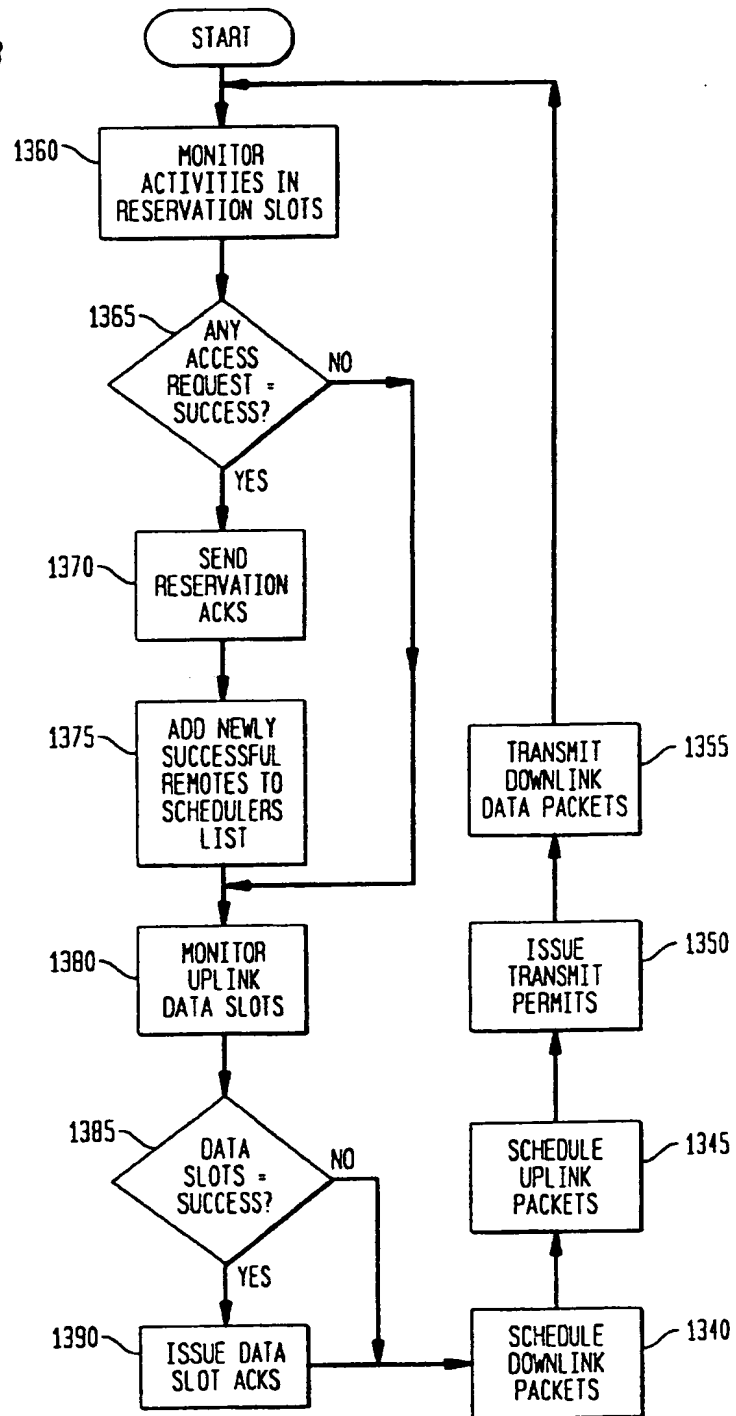 START
1360
MONITOR
ACTIVITIES IN
RESERVATION SLOTS
1365
ANY
ACCESS
REQUEST =
SUCCESS?
NO
YES
1370
SEND
RESERVATION
ACKS
1375
ADD NEWLY
SUCCESSFUL
REMOTES TO
SCHEDULERS
LIST
1380
MONITOR
UPLINK
DATA SLOTS
1385
DATA
SLOTS =
SUCCESS?
NO
YES
1390
ISSUE DATA
SLOT ACKS
SCHEDULE
DOWNLINK
PACKETS
1340
SCHEDULE
UPLINK
PACKETS
1345
ISSUE
TRANSMIT
PERMITS
1350
TRANSMIT
DOWNLINK
DATA PACKETS
1355